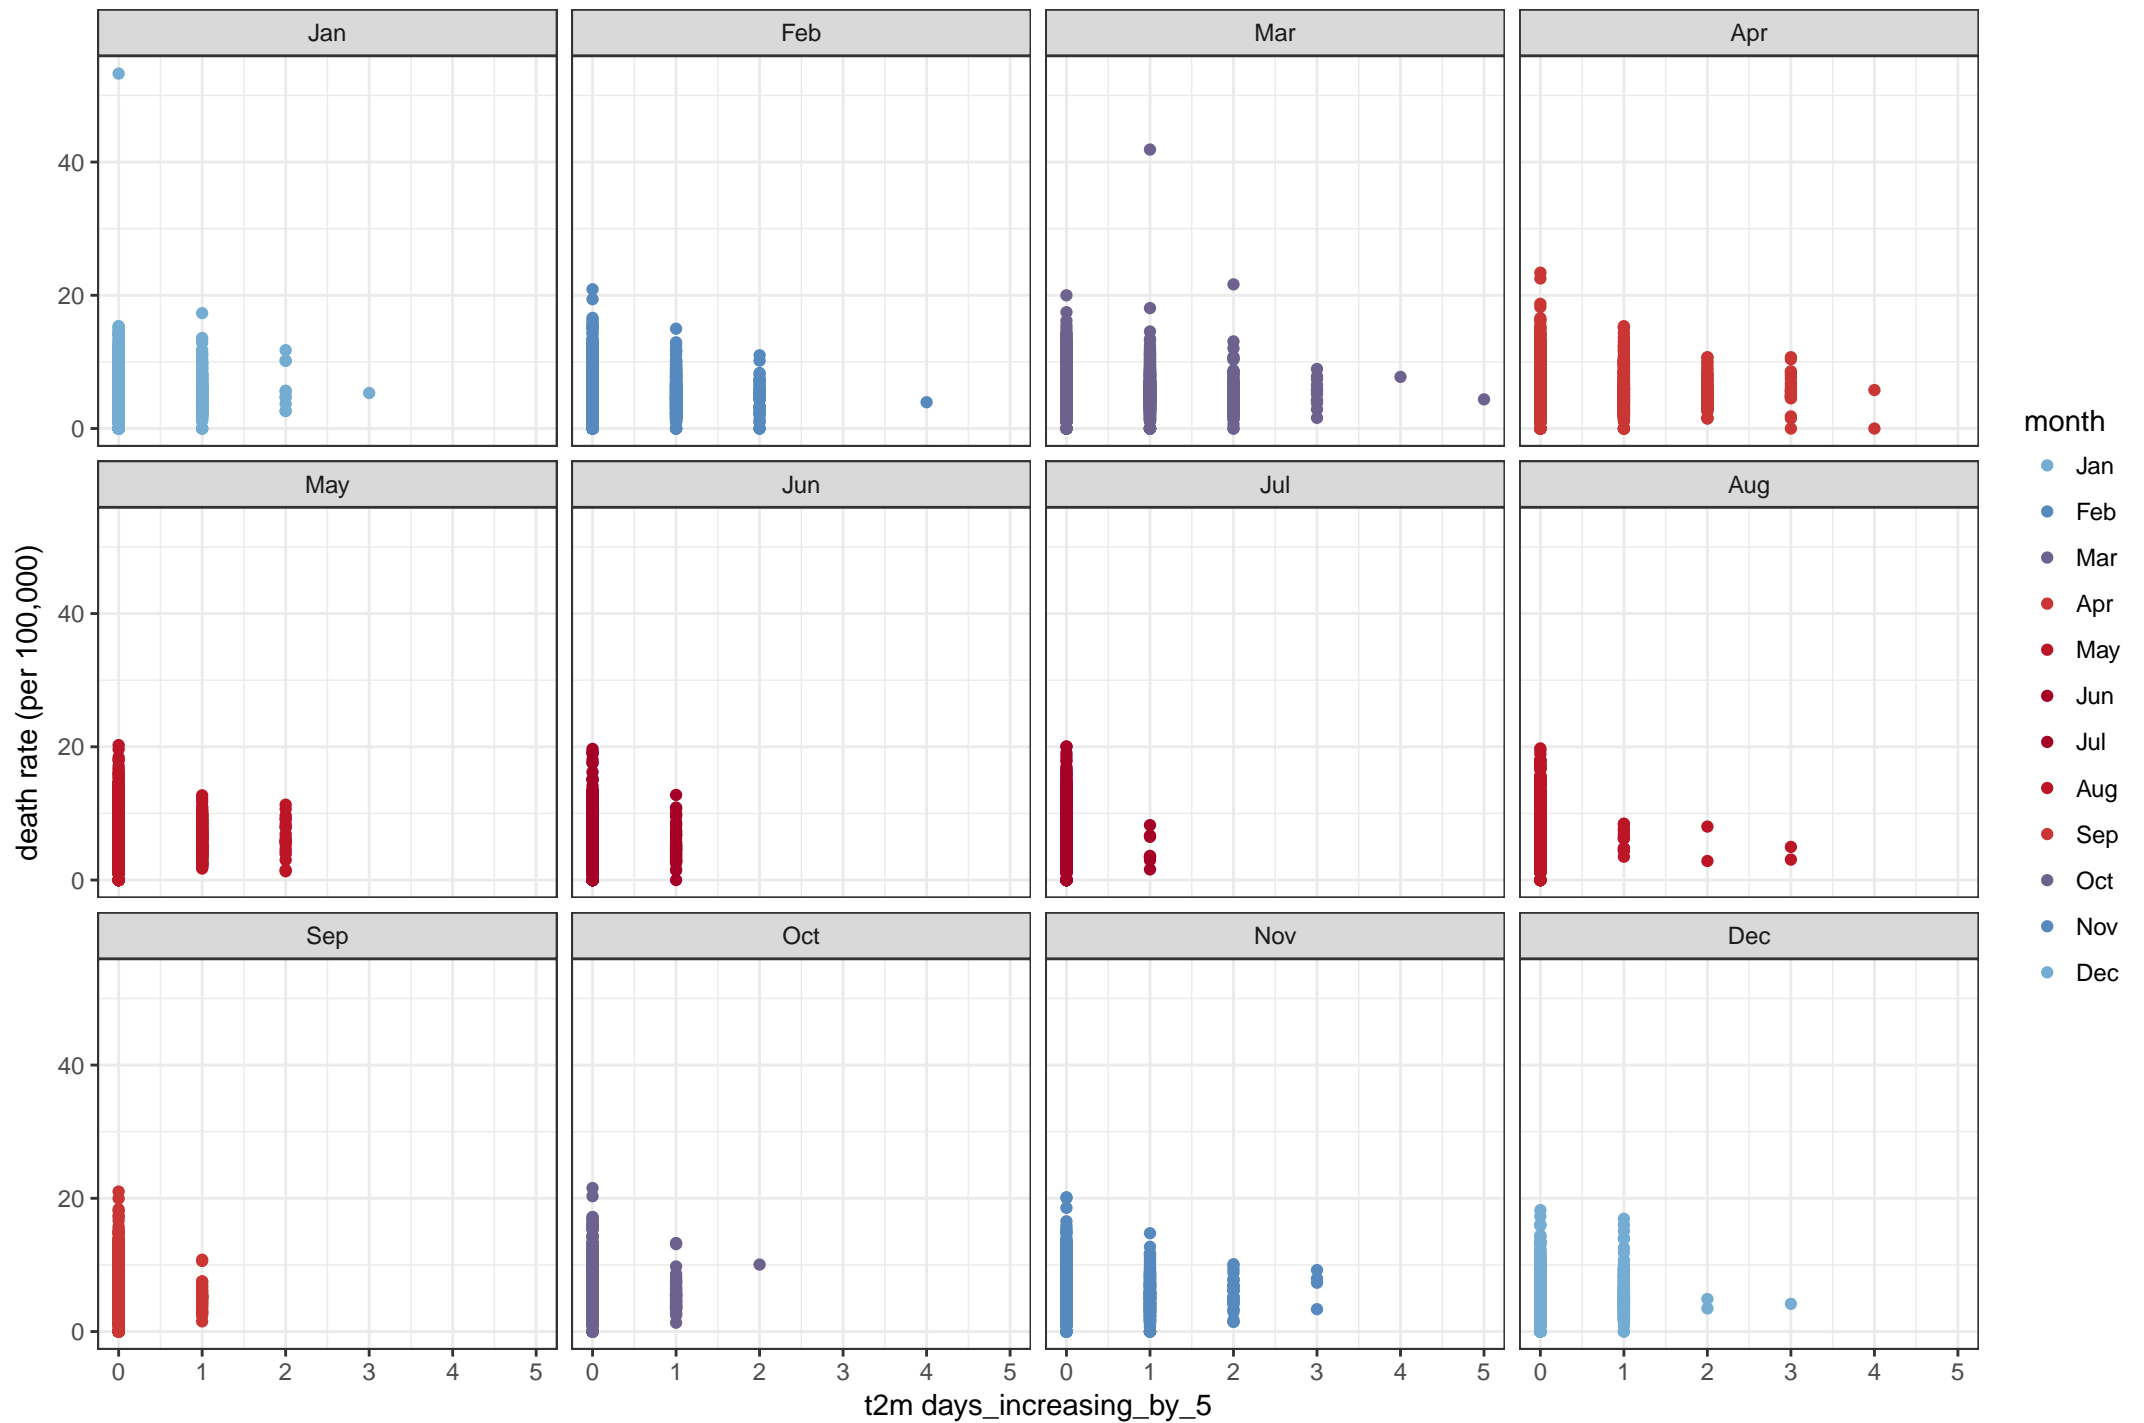 Jan Feb Mar Apr
40
20
0
May Jun Jul Aug
40
20
0
Sep Oct Nov Dec
40
20
0
0 1 2 3 4 5 0 1 2 3 4 5 0 1 2 3 4 5 0 1 2 3 4 5
t2m days_increasing_by_5
death rate (per 100,000)
month
Jan
Feb
Mar
Apr
May
Jun
Jul
Aug
Sep
Oct
Nov
Dec